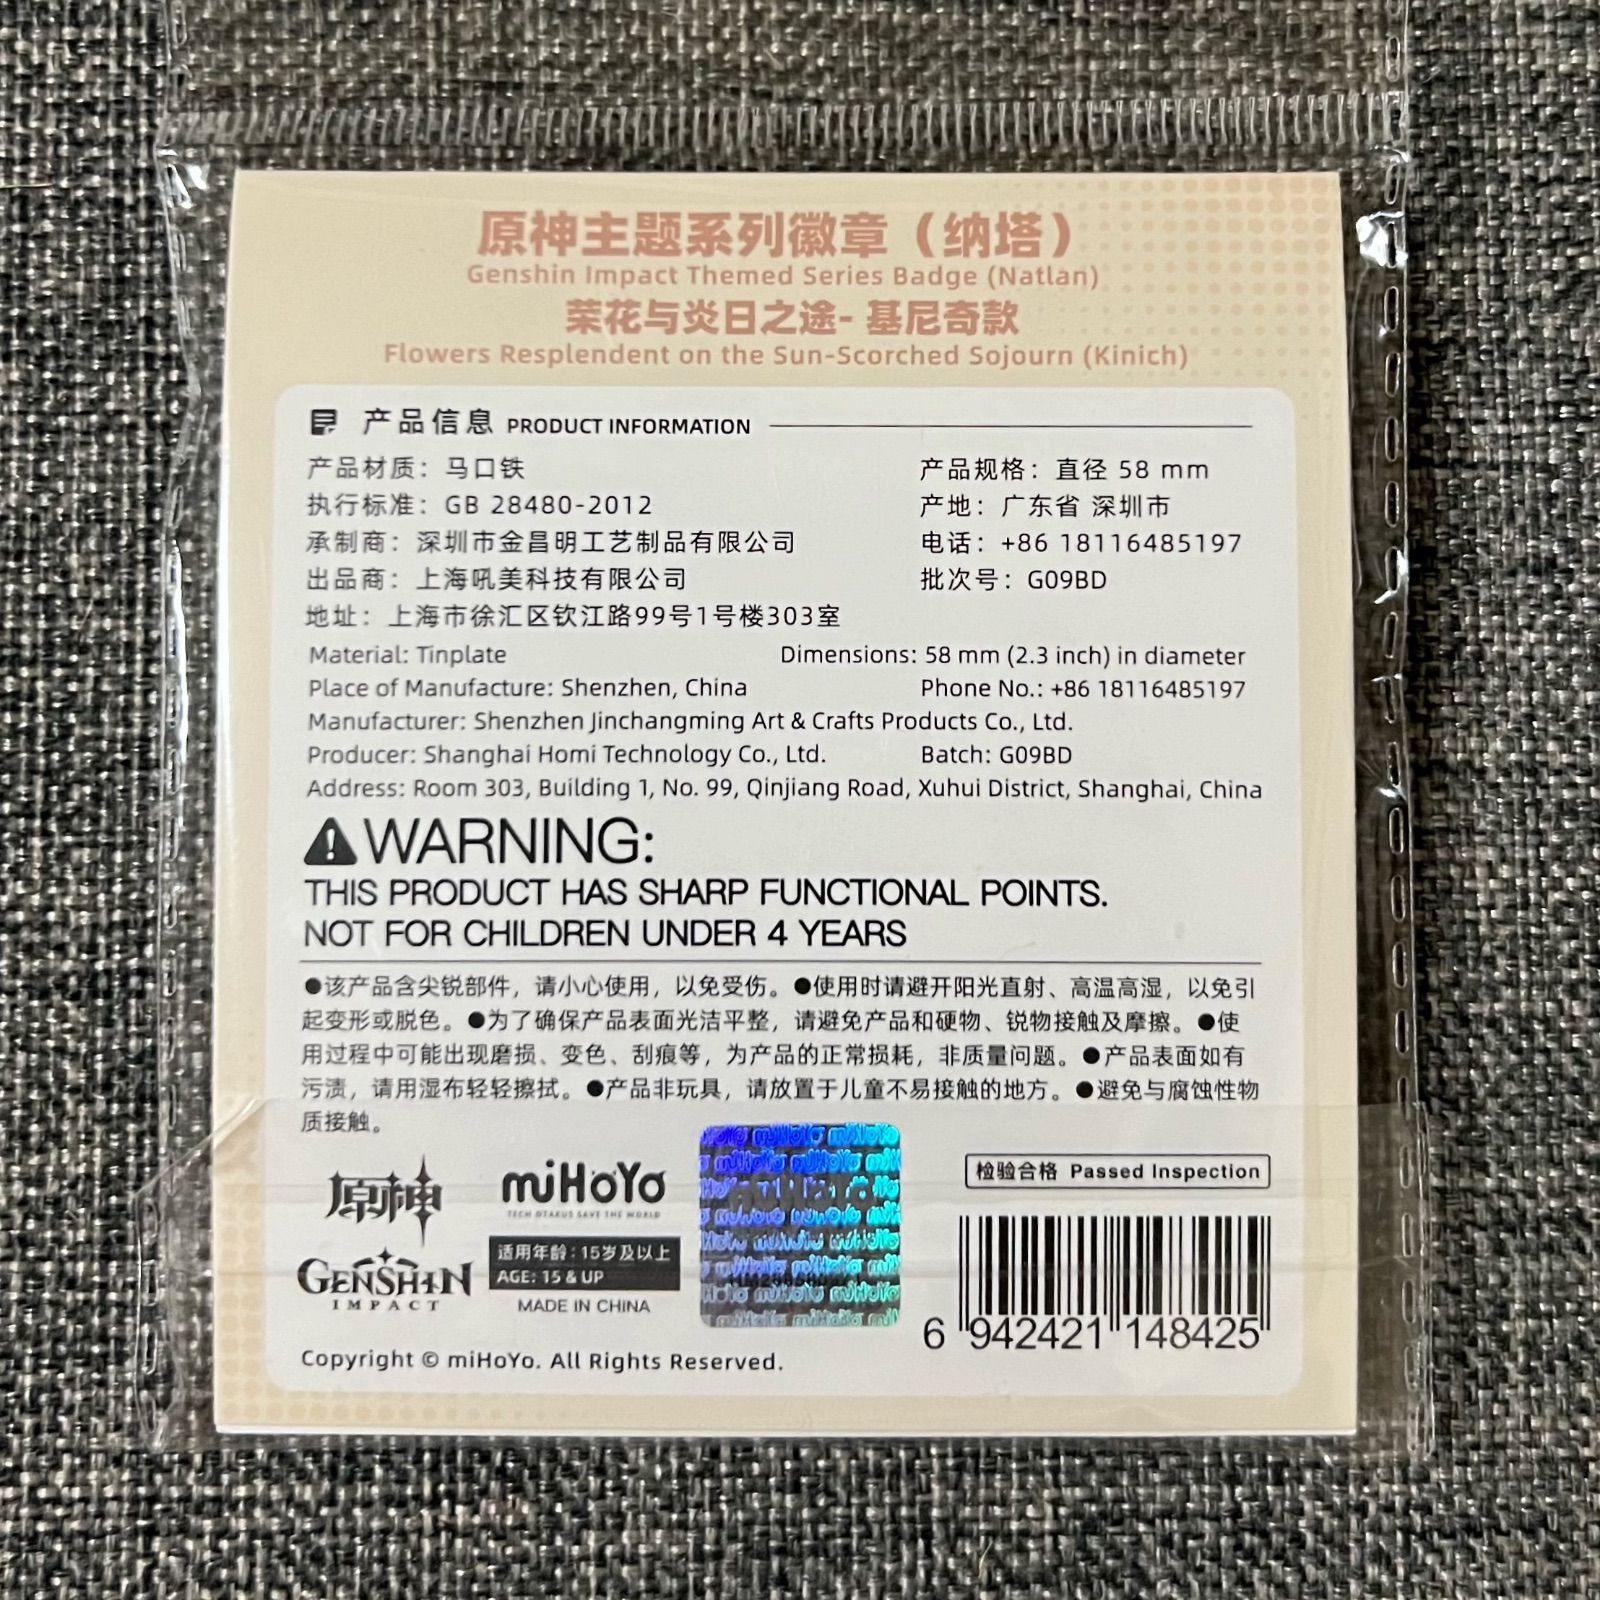 原神主题系列徽章（纳塔）
Genshin Impact Themed Series Badge (Natlan)
茉花与炎日之途- 基尼奇款
Flowers Resplendent on the Sun-Scorched Sojourn (Kinich)
产品信息 PRODUCT INFORMATION
产品材质：马口铁 产品规格：直径 58 mm
执行标准：GB 28480-2012 产地：广东省 深圳市
承制商：深圳市金昌明工艺制品有限公司 电话：+86 18116485197
出品商：上海吼美科技有限公司 批次号：G09BD
地址：上海市徐汇区钦江路99号1号楼303室
Material: Tinplate Dimensions: 58 mm (2.3 inch) in diameter
Place of Manufacture: Shenzhen, China Phone No.: +86 18116485197
Manufacturer: Shenzhen Jinchangming Art & Crafts Products Co., Ltd.
Producer: Shanghai Homi Technology Co., Ltd. Batch: G09BD
Address: Room 303, Building 1, No. 99, Qinjiang Road, Xuhui District, Shanghai, China
WARNING:
THIS PRODUCT HAS SHARP FUNCTIONAL POINTS.
NOT FOR CHILDREN UNDER 4 YEARS
●该产品含尖锐部件，请小心使用，以免受伤。●使用时请避开阳光直射、高温高湿，以免引
起变形或脱色。●为了确保产品表面光洁平整，请避免产品和硬物、锐物接触及摩擦。●使
用过程中可能出现磨损、变色、刮痕等，为产品的正常损耗，非质量问题。●产品表面如有
污渍，请用湿布轻轻擦拭。●产品非玩具，请放置于儿童不易接触的地方。●避免与腐蚀性物
质接触。
原神
GENSHIN
IMPACT
miHoYo
TECH OTAKUS SAVE THE WORLD
适用年龄：15岁及以上
AGE: 15 & UP
MADE IN CHINA
miHoYo
检验合格 Passed Inspection
6 942421 148425
Copyright © miHoYo. All Rights Reserved.